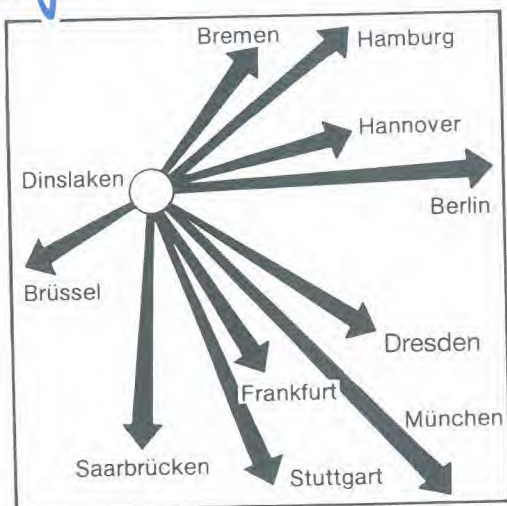 Bremen
Hamburg
Hannover
Dinslaken
Berlin
Brüssel
Dresden
Frankfurt
München
Saarbrücken
Stuttgart